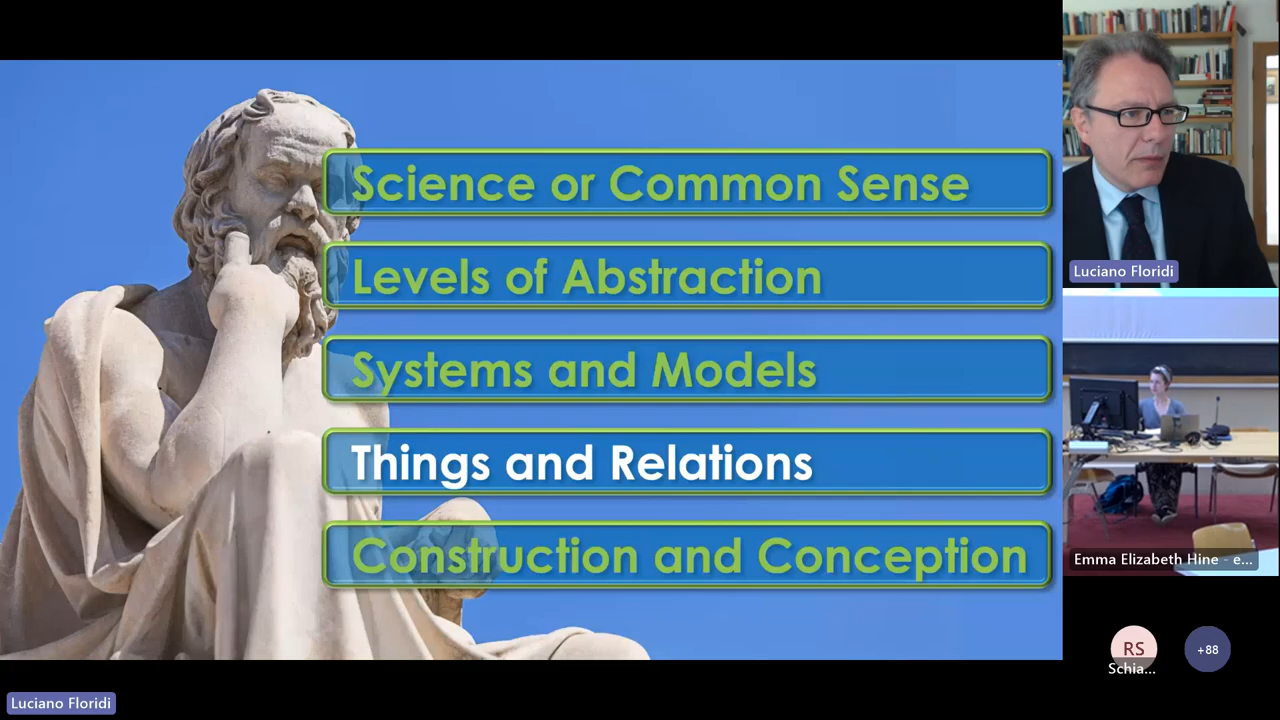 Science or Common Sense
Levels of Abstraction
Systems and Models
Things and Relations
Construction and Conception
Luciano Floridi
Emma Elizabeth Hine - e...
RS
Schia...
+88
Luciano Floridi